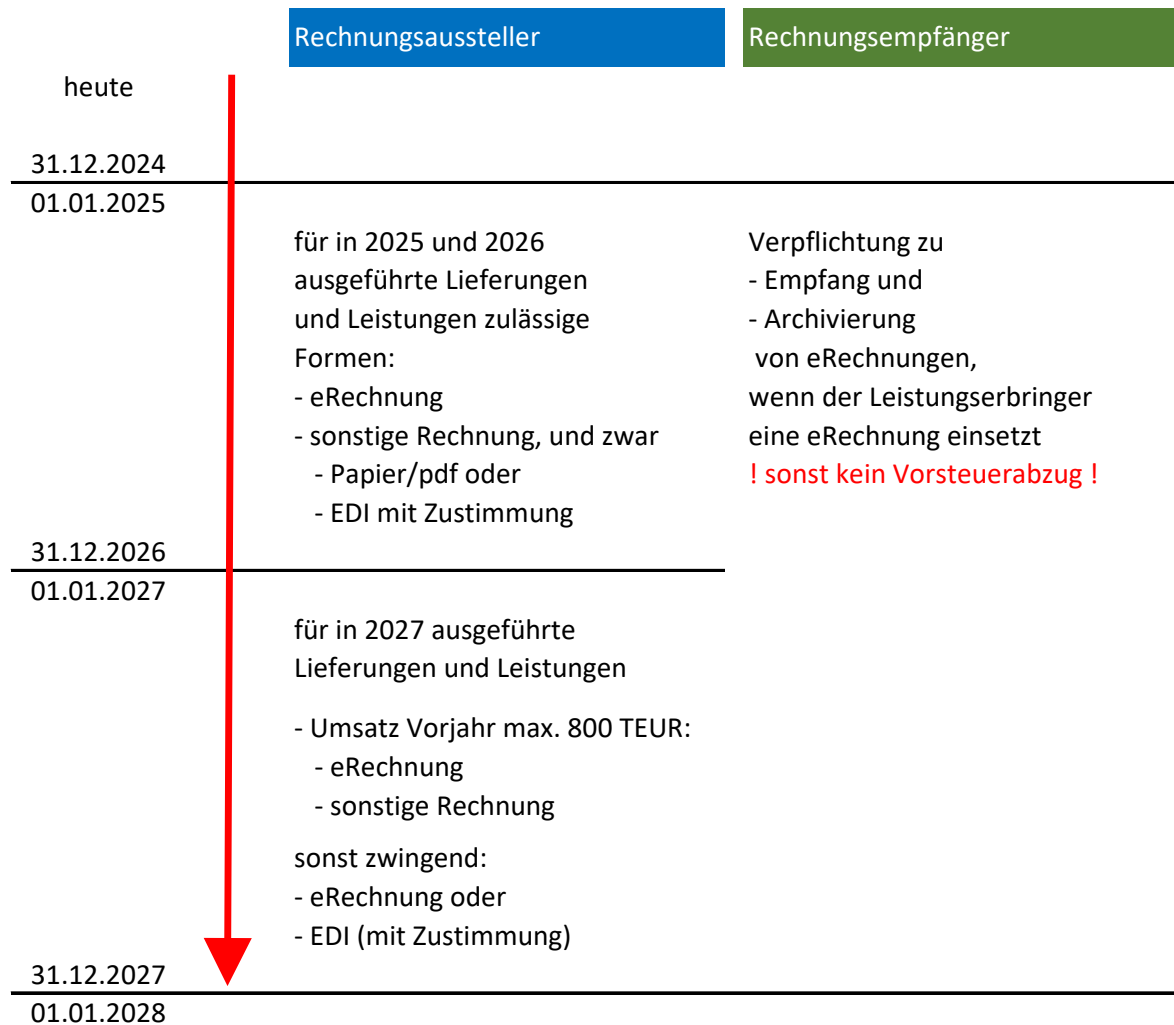 Rechnungsaussteller
Rechnungsempfänger
heute
31.12.2024
01.01.2025
für in 2025 und 2026
ausgeführte Lieferungen
und Leistungen zulässige
Formen:
- eRechnung
- sonstige Rechnung, und zwar
- Papier/pdf oder
- EDI mit Zustimmung
Verpflichtung zu
- Empfang und
- Archivierung
von eRechnungen,
wenn der Leistungserbringer
eine eRechnung einsetzt
! sonst kein Vorsteuerabzug !
31.12.2026
01.01.2027
für in 2027 ausgeführte
Lieferungen und Leistungen
- Umsatz Vorjahr max. 800 TEUR:
- eRechnung
- sonstige Rechnung
sonst zwingend:
- eRechnung oder
- EDI (mit Zustimmung)
31.12.2027
01.01.2028